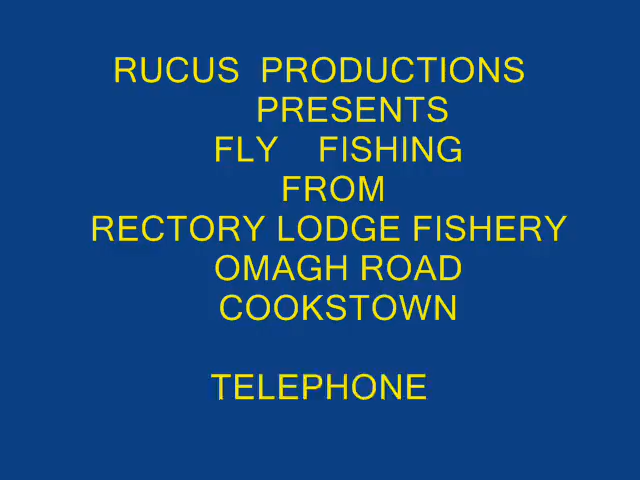 RUCUS PRODUCTIONS
PRESENTS
FLY FISHING
FROM
RECTORY LODGE FISHERY
OMAGH ROAD
COOKSTOWN
TELEPHONE